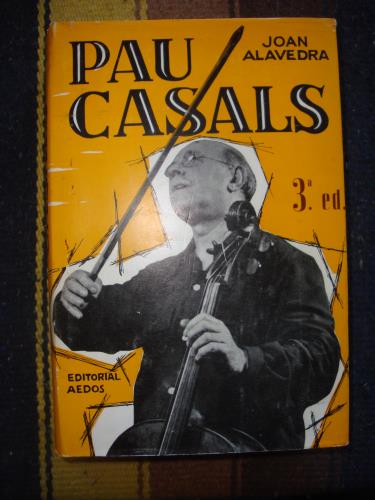 JOAN
ALAVEDRA
PAU
CASALS
3ª. ed.
EDITORIAL
AEDOS